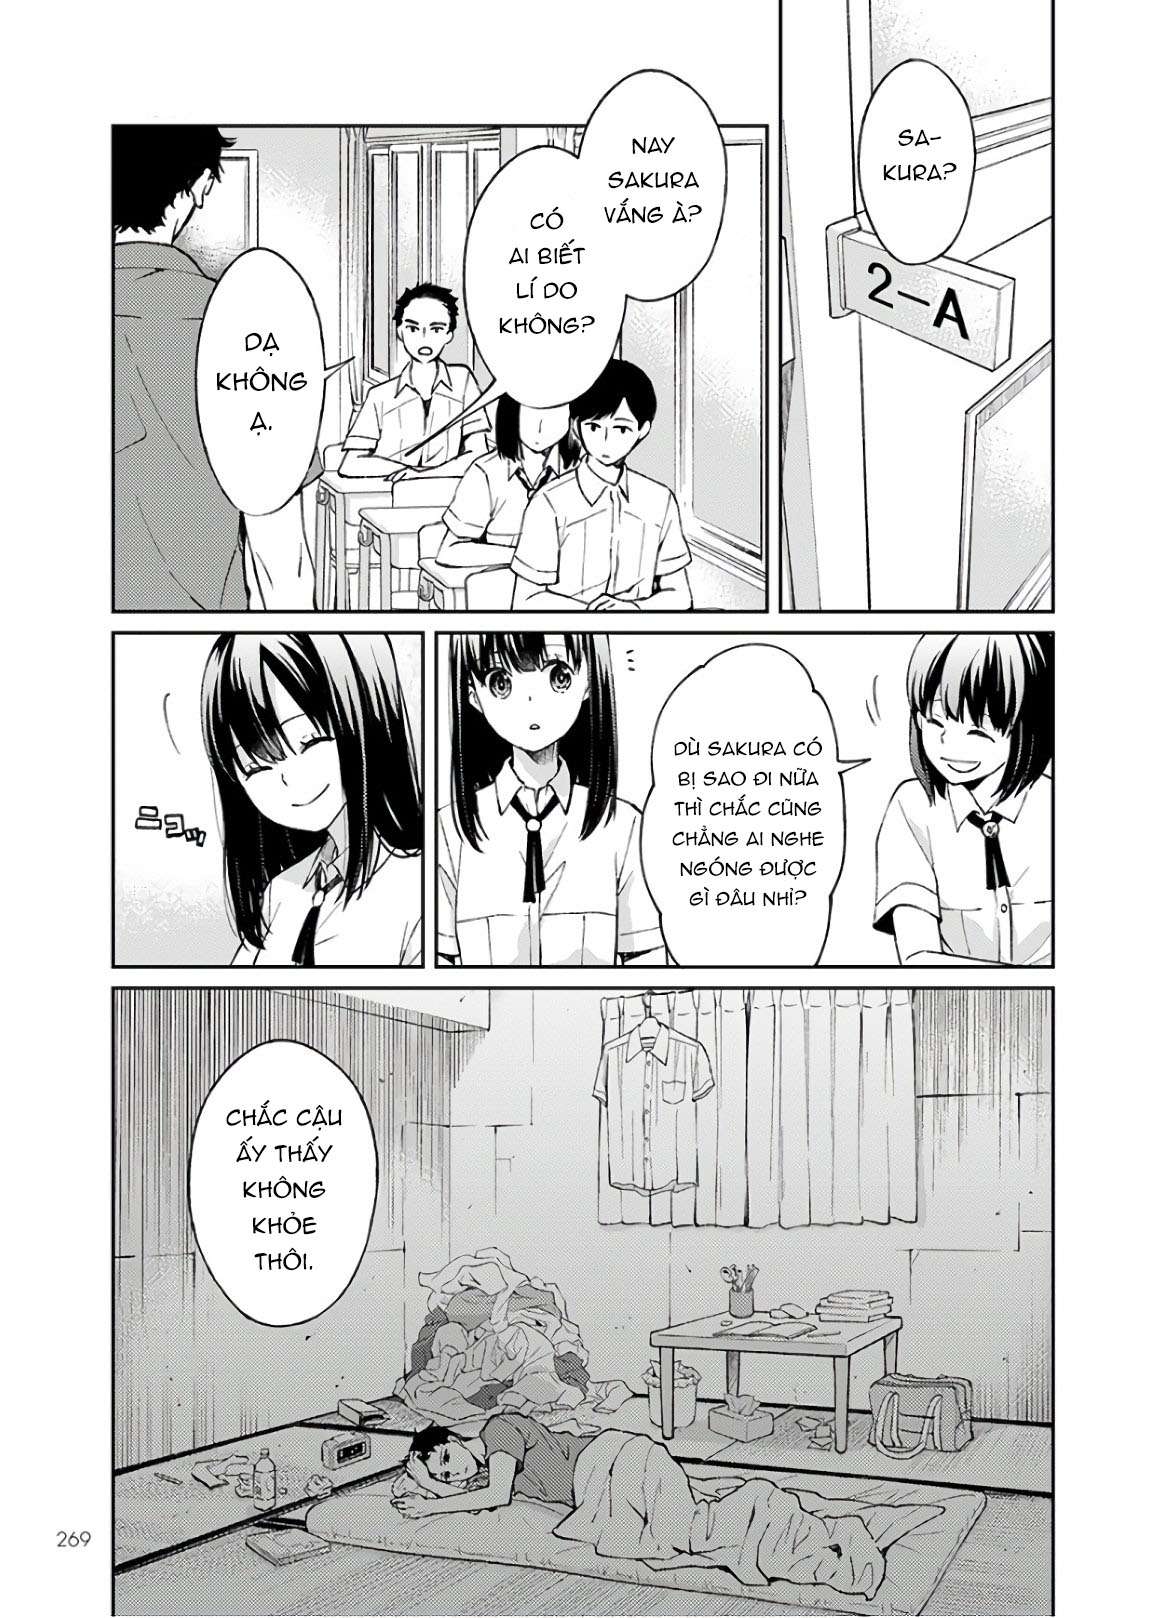 SA-
KURA?
2-A
NAY
SAKURA
VẮNG À?
CÓ
AI BIẾT
LÍ DO
KHÔNG?
DẠ
KHÔNG
Ạ.
DÙ SAKURA CÓ
BỊ SAO ĐI NỮA
THÌ CHẮC CŨNG
CHẲNG AI NGHE
NGÓNG ĐƯỢC
GÌ ĐÂU NHỈ?
ニコッ
CHẮC CẬU
ẤY THẤY
KHÔNG
KHỎE
THÔI.
269